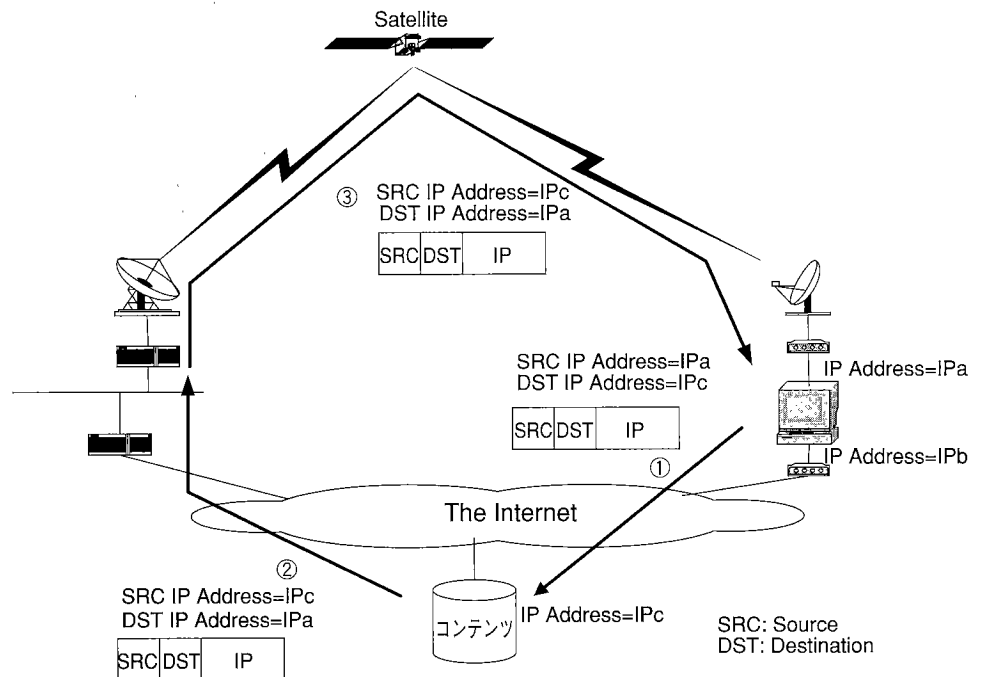 Satellite
③ SRC IP Address=IPc
DST IP Address=IPa
SRC DST IP
SRC IP Address=IPa
DST IP Address=IPc
SRC DST IP
①
IP Address=IPa
IP Address=IPb
The Internet
②
SRC IP Address=IPc
DST IP Address=IPa
SRC DST IP
コンテンツ
IP Address=IPc
SRC: Source
DST: Destination